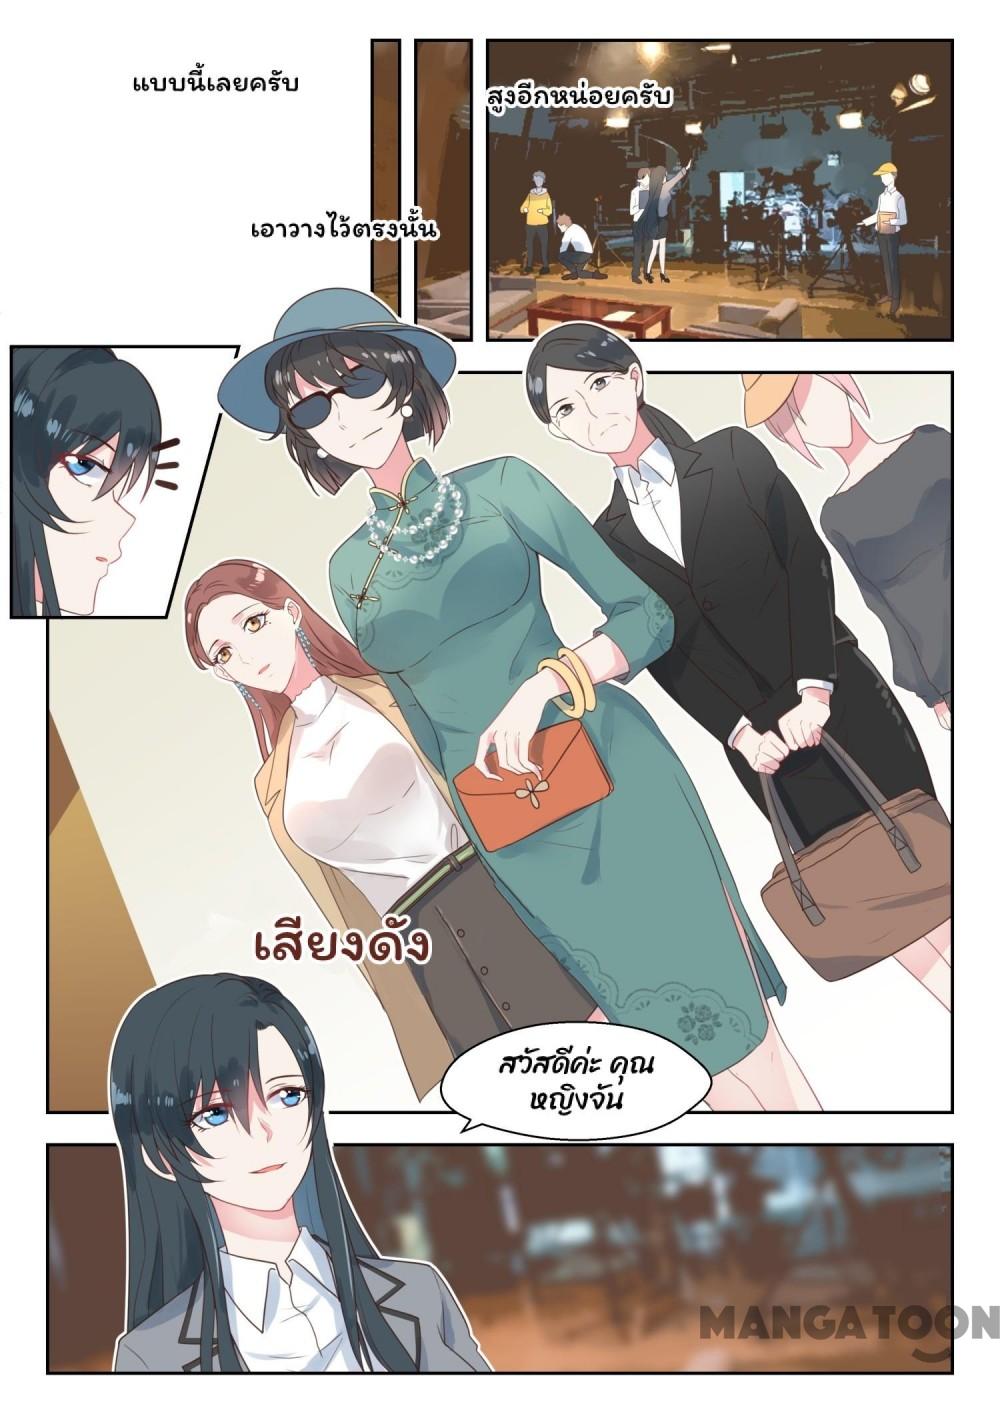 แบบนี้เลยครับ
สูงอีกหน่อยครับ
เอาวางไว้ตรงนั้น
เสียงดัง
สวัสดีค่ะ คุณ
หญิงจัน
MANGATOON